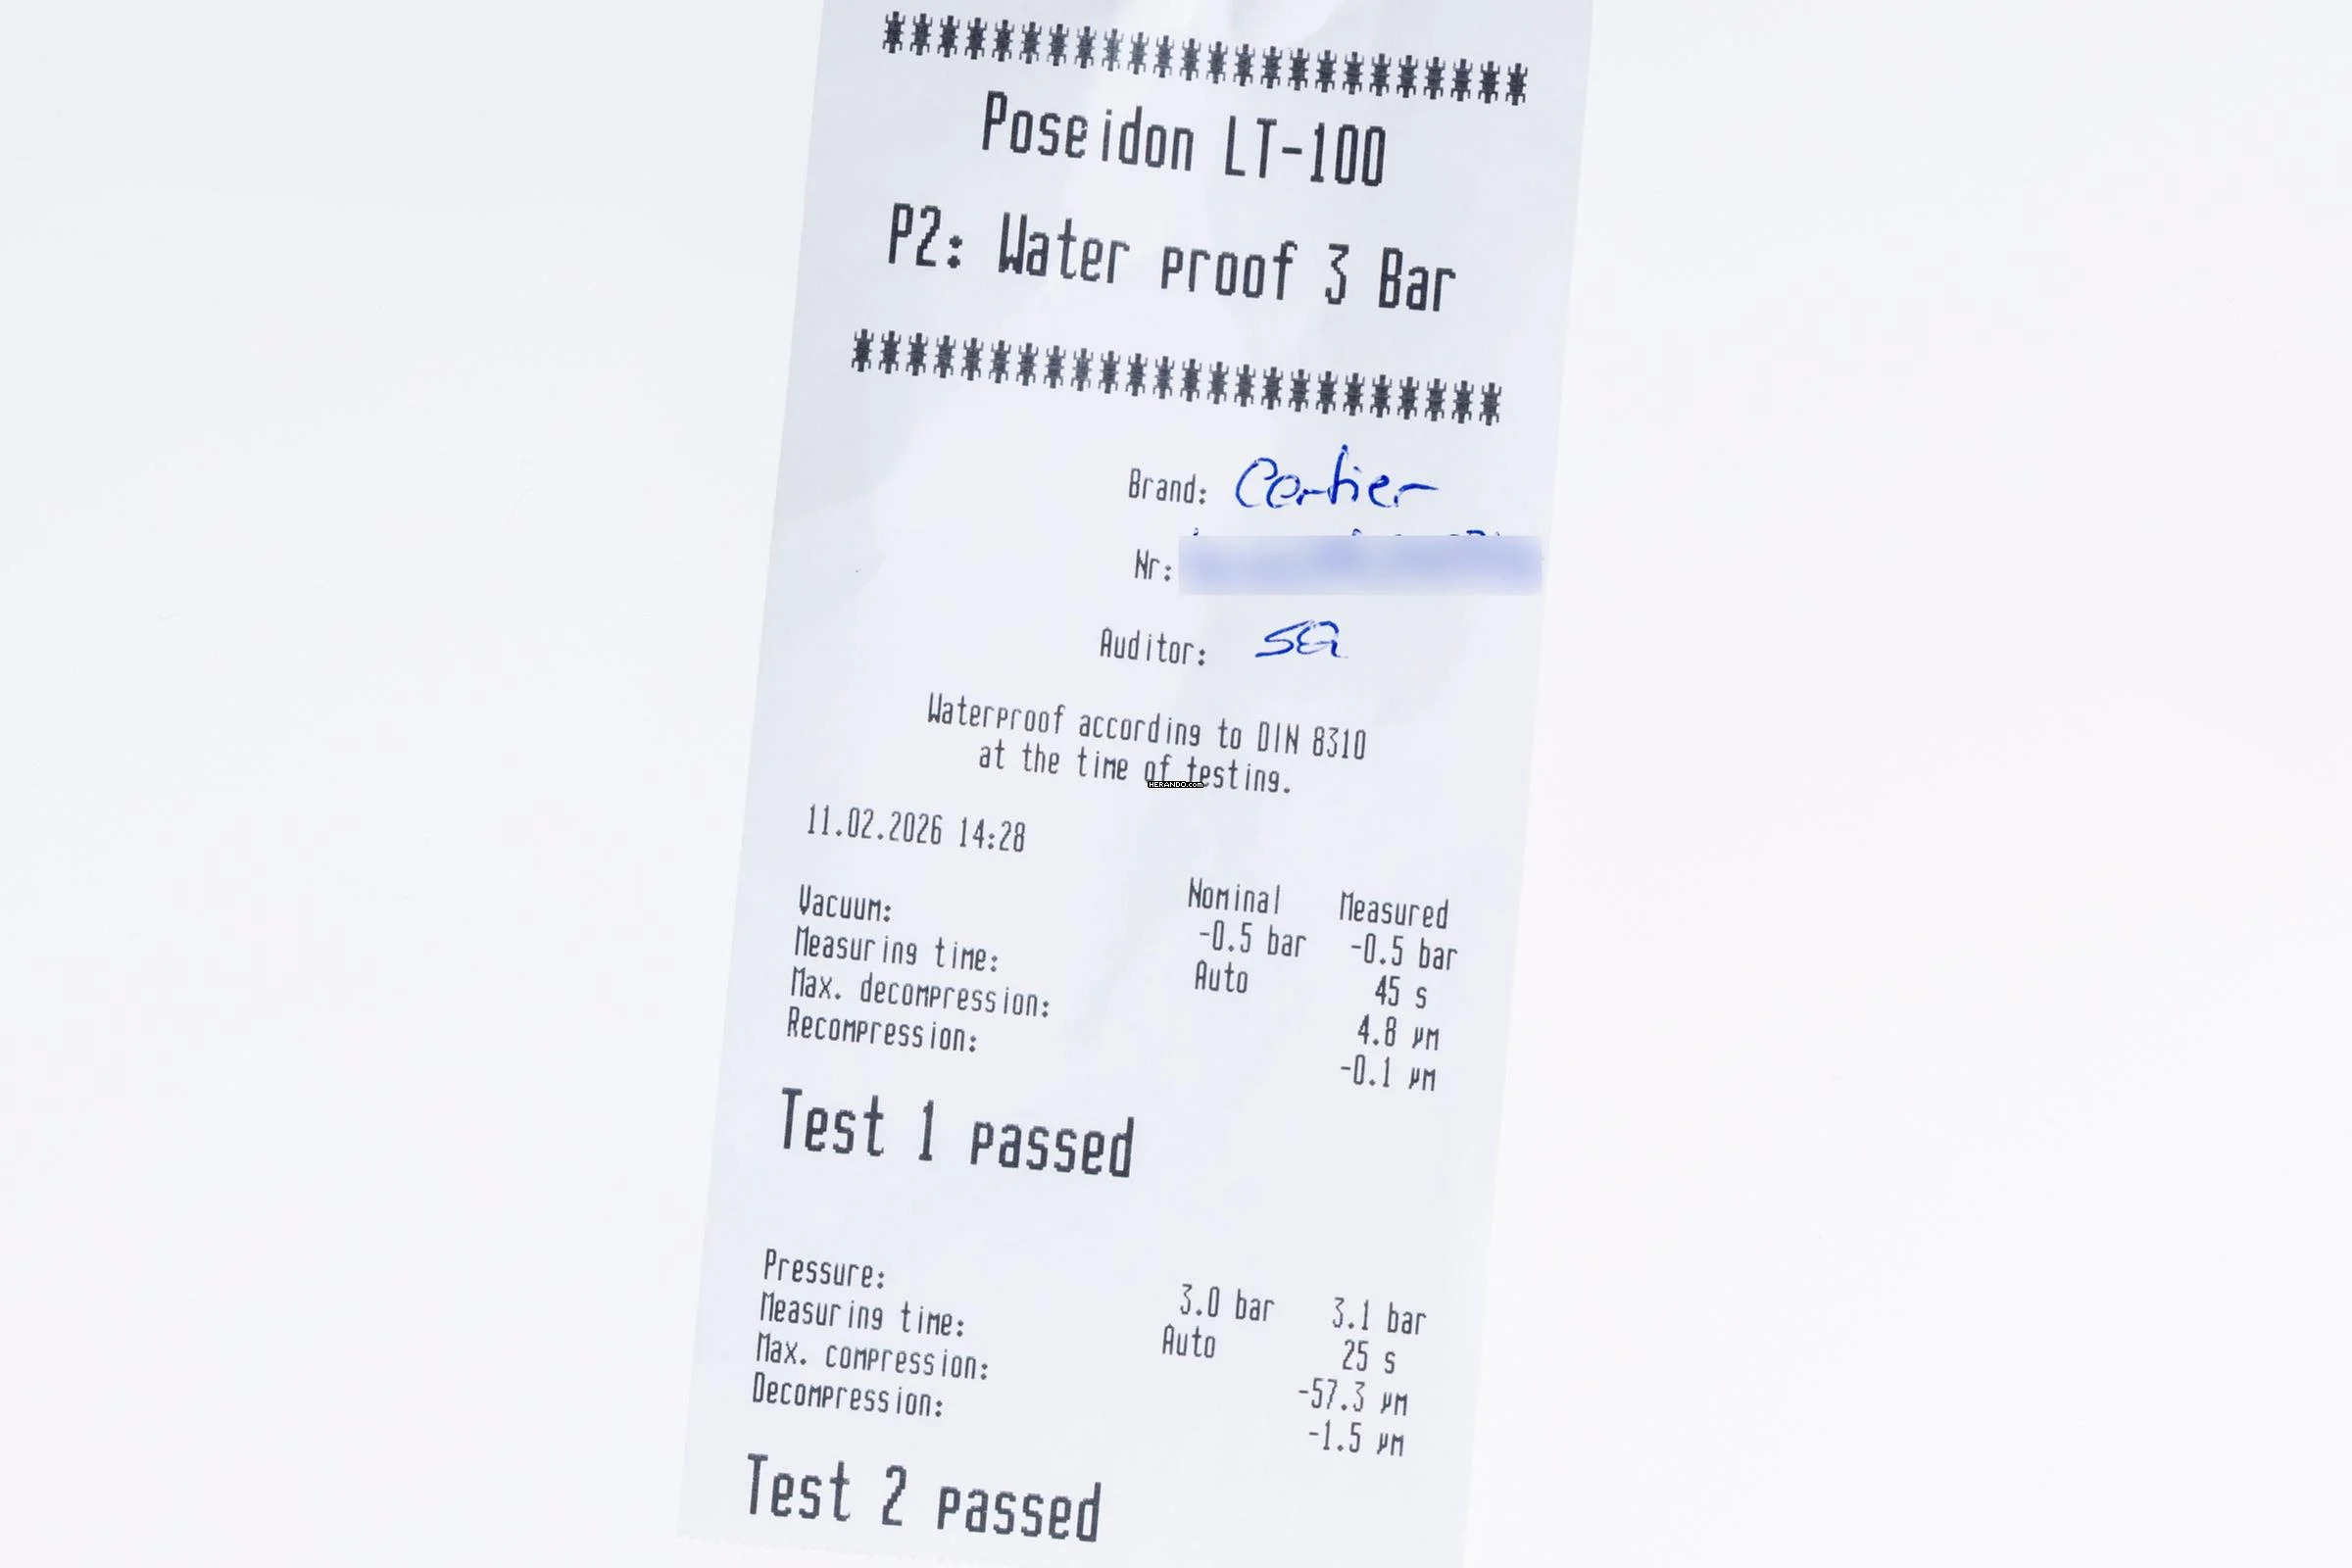 ************************
Poseidon LT-100
P2: Water proof 3 Bar
************************
Brand: Cartier
Nr:
Auditor:
Waterproof according to DIN 8310
at the time of testing.
HERANDO.com
11.02.2026 14:28
Nominal Measured
Vacuum: -0.5 bar -0.5 bar
Measuring time: Auto 45 s
Max. decompression: 4.8 µm
Recompression: -0.1 µm
Test 1 passed
Pressure: 3.0 bar 3.1 bar
Measuring time: Auto 25 s
Max. compression: -57.3 µm
Decompression: -1.5 µm
Test 2 passed